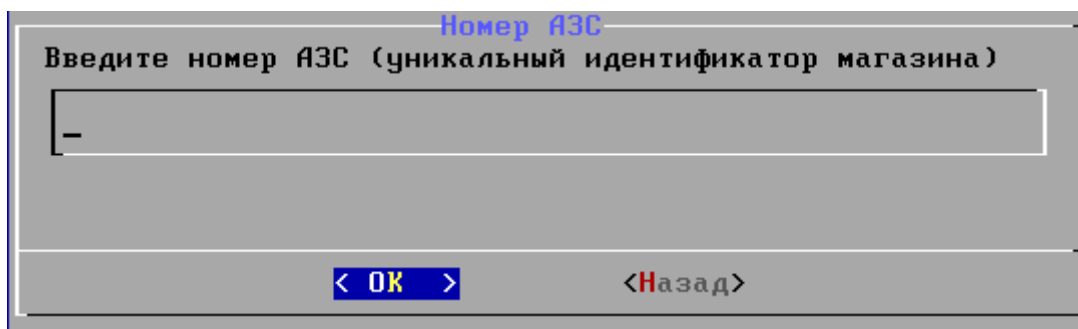 Номер АЗС
Введите номер АЗС (уникальный идентификатор магазина)
< OK >
<Назад>